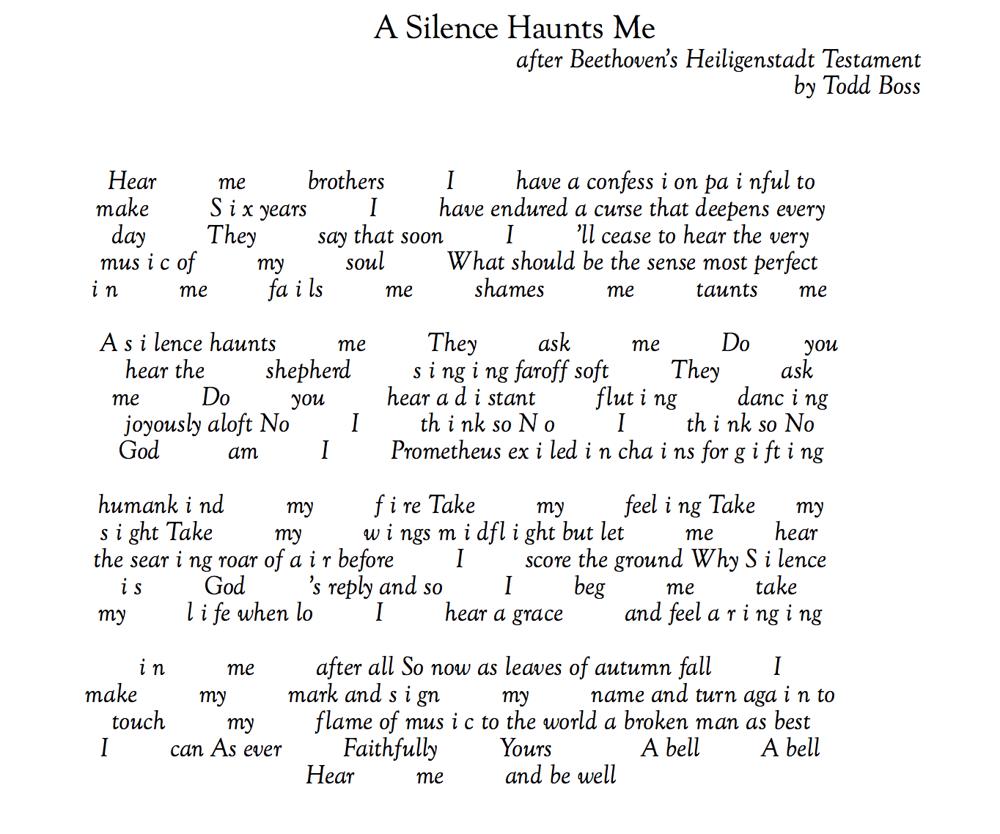 A Silence Haunts Me
after Beethoven's Heiligenstadt Testament
by Todd Boss
Hear me brothers I have a confess i on pa i nful to
make S i x years I have endured a curse that deepens every
day They say that soon I 'll cease to hear the very
mus i c of my soul What should be the sense most perfect
i n me fa i ls me shames me taunts me
A s i lence haunts me They ask me Do you
hear the shepherd s i ng i ng faroff soft They ask
me Do you hear a d i stant flut i ng danc i ng
joyously aloft No I th i nk so N o I th i nk so No
God am I Prometheus ex i led i n cha i ns for g i ft i ng
humank i nd my f i re Take my feel i ng Take my
s i ght Take my w i ngs m i dfl i ght but let me hear
the sear i ng roar of a i r before I score the ground Why S i lence
i s God 's reply and so I beg me take
my l i fe when lo I hear a grace and feel a r i ng i ng
i n me after all So now as leaves of autumn fall I
make my mark and s i gn my name and turn aga i n to
touch my flame of mus i c to the world a broken man as best
I can As ever Faithfully Yours A bell A bell
Hear me and be well